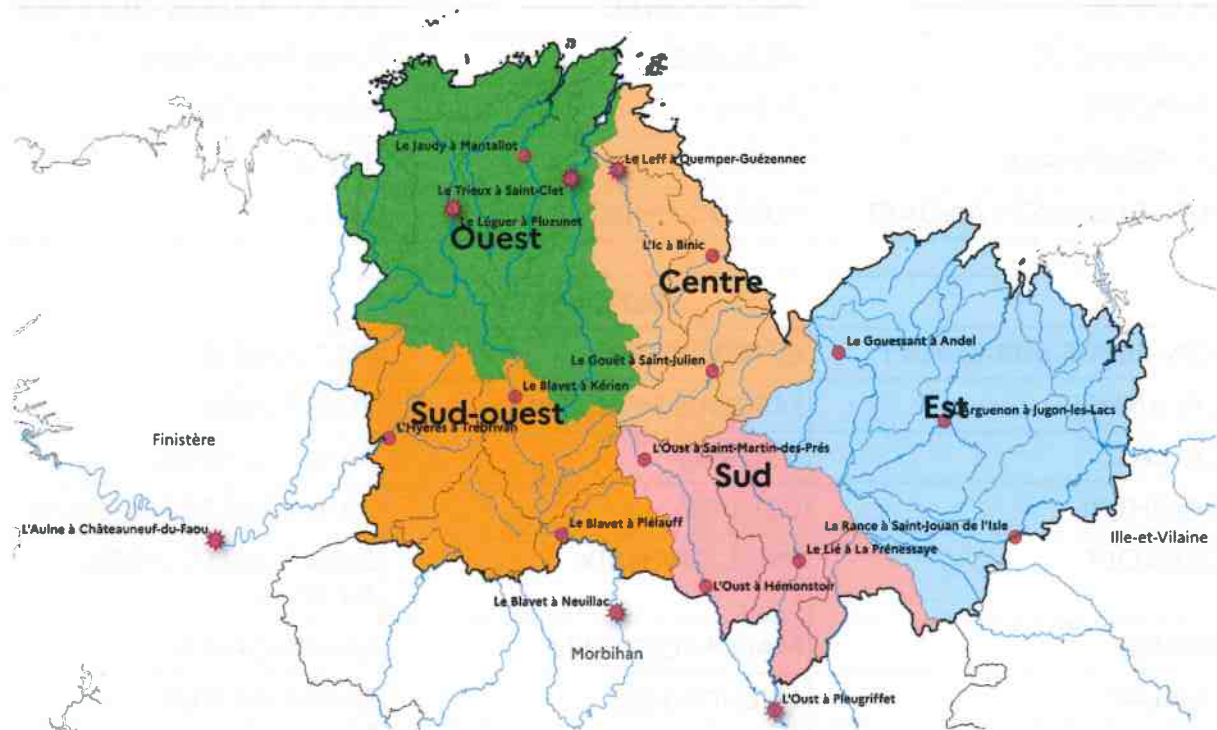 Le Jaudy à Mantallot
Le Leff à Quemper-Guézennec
Le Trieux à Saint-Clet
Le Léguer à Pluzunet
Ouest
L'Ic à Binic
Centre
Le Gouessant à Andel
Le Gouët à Saint-Julien
Le Blavet à Kérien
Sud-ouest
Est
L'Arguenon à Jugon-les-Lacs
L'Hyères à Trébrivan
Finistère
L'Oust à Saint-Martin-des-Prés
Sud
L'Aulne à Châteauneuf-du-Faou
Le Blavet à Plélauff
La Rance à Saint-Jouan de l'Isle
Ille-et-Vilaine
Le Lié à La Prénessaye
L'Oust à Hémonstoir
Le Blavet à Neuillac
Morbihan
L'Oust à Pleugriffet